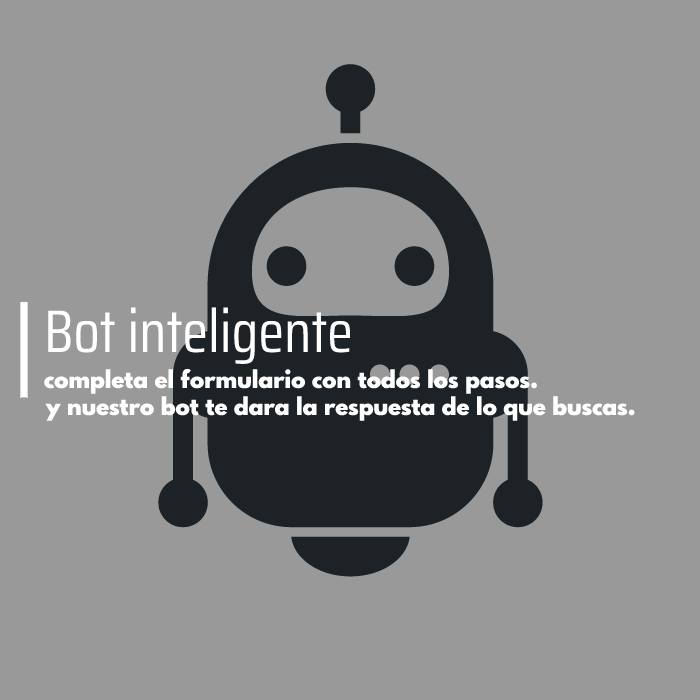 Bot inteligente
completa el formulario con todos los pasos.
y nuestro bot te dara la respuesta de lo que buscas.